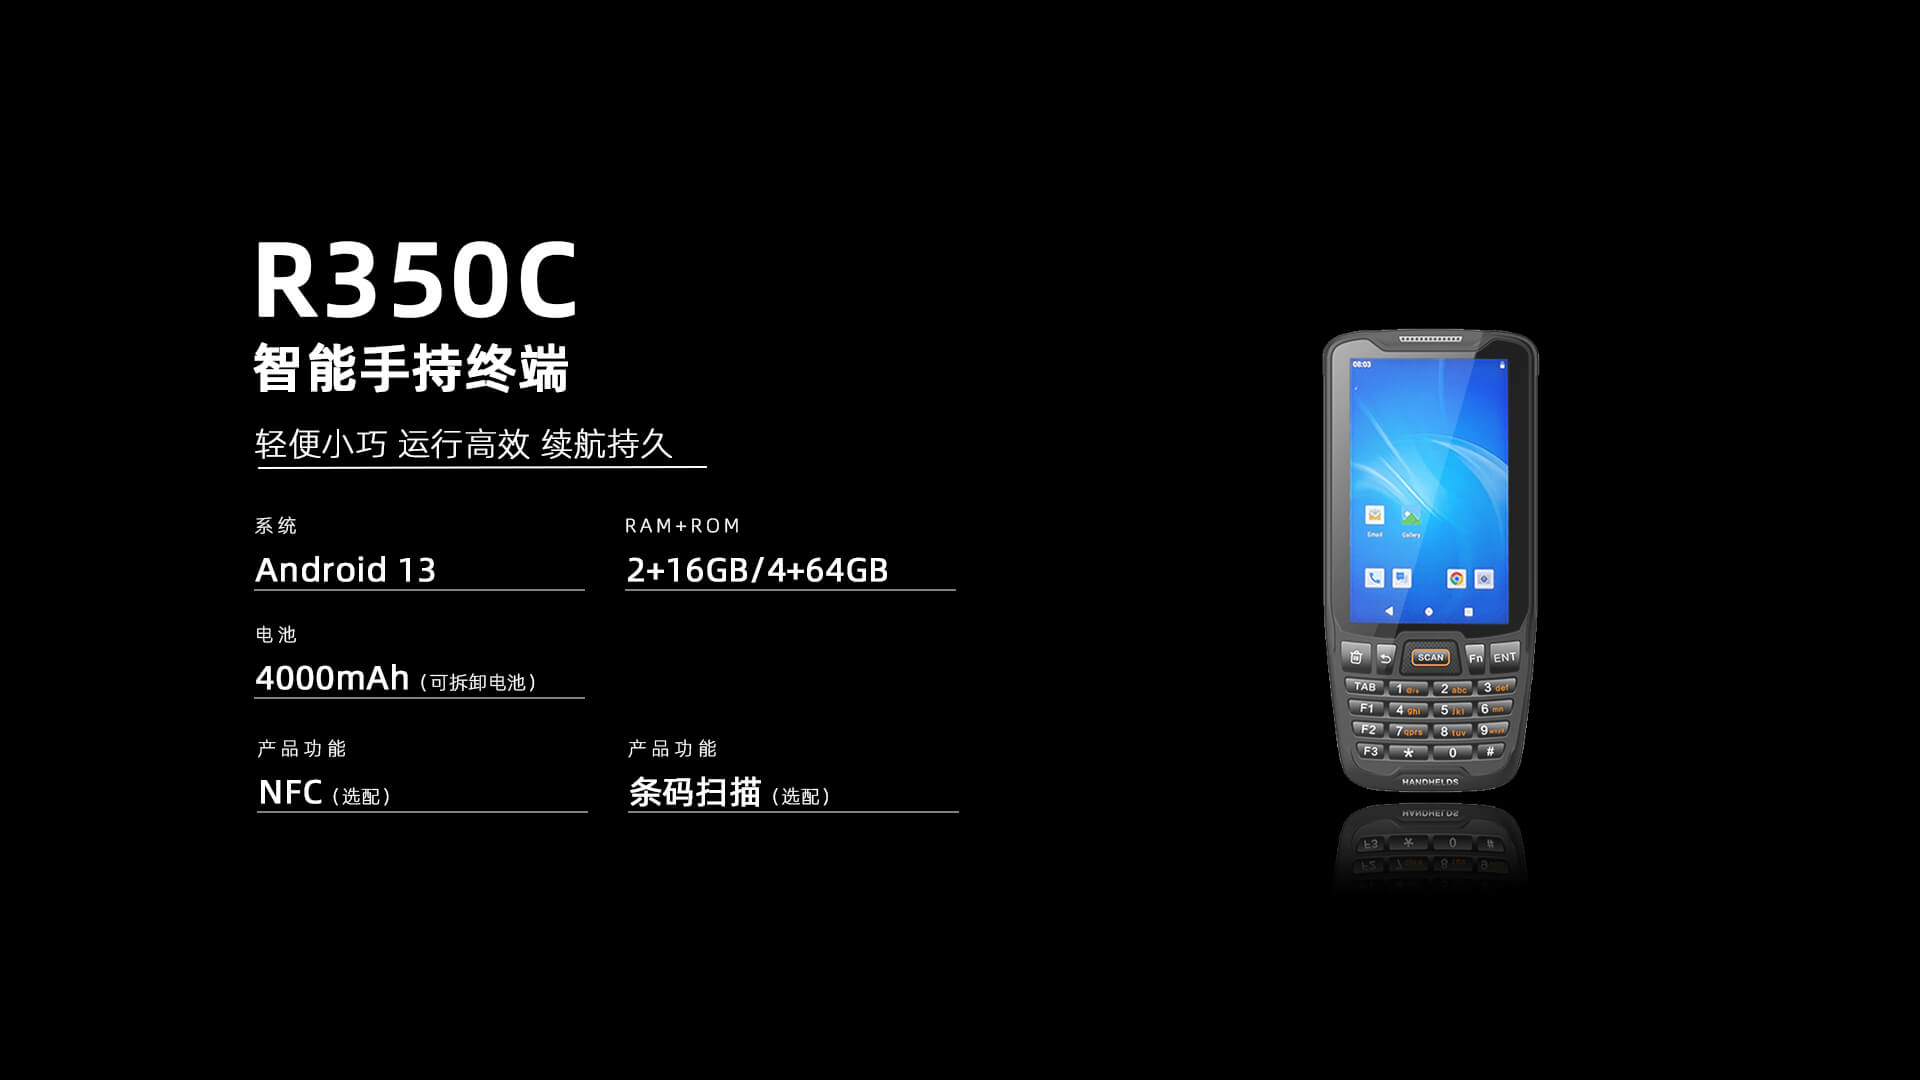 R350C
智能手持终端
轻便小巧 运行高效 续航持久
系统
Android 13
RAM+ROM
2+16GB/4+64GB
电池
4000mAh（可拆卸电池）
产品功能
NFC（选配）
产品功能
条码扫描（选配）
08:03
Email Gallery
SCAN Fn ENT
TAB 1 @/* 2 abc 3 def
F1 4 ghi 5 jkl 6 mn
F2 7 qprs 8 tuv 9
F3 * 0 #
HANDHELDS